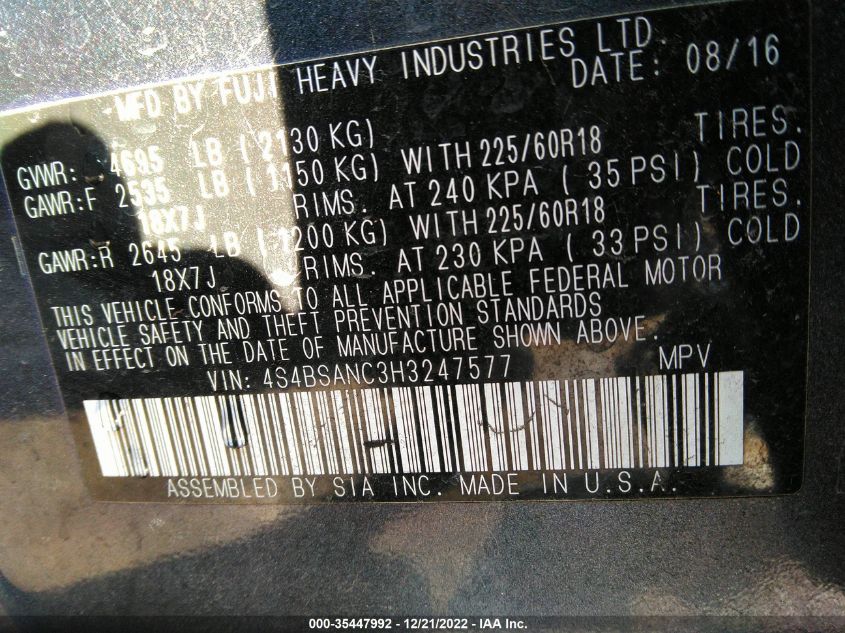 MFD BY FUJI HEAVY INDUSTRIES LTD.
DATE: 08/16
GVWR: 4695 LB (2130 KG)
GAWR:F 2535 LB (1150 KG) WITH 225/60R18 TIRES.
18X7J RIMS. AT 240 KPA ( 35 PSI) COLD
GAWR:R 2645 LB (1200 KG) WITH 225/60R18 TIRES.
18X7J RIMS. AT 230 KPA ( 33 PSI) COLD
THIS VEHICLE CONFORMS TO ALL APPLICABLE FEDERAL MOTOR
VEHICLE SAFETY AND THEFT PREVENTION STANDARDS
IN EFFECT ON THE DATE OF MANUFACTURE SHOWN ABOVE.
VIN: 4S4BSANC3H3247577 MPV
ASSEMBLED BY SIA INC. MADE IN U.S.A.
000-35447992 - 12/21/2022 - IAA Inc.